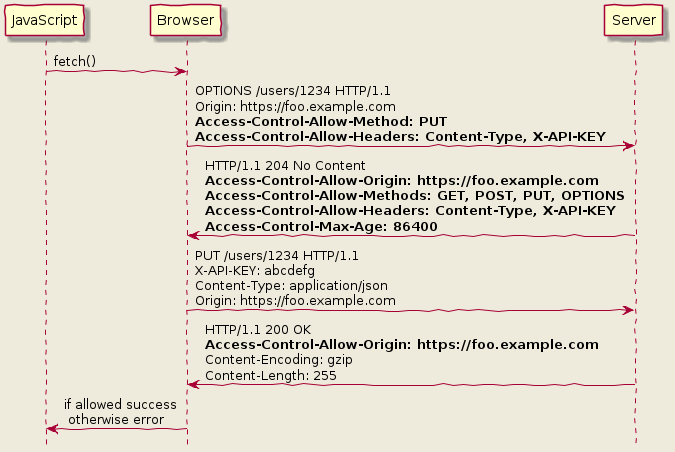 JavaScript
Browser
Server
fetch()
OPTIONS /users/1234 HTTP/1.1
Origin: https://foo.example.com
Access-Control-Allow-Method: PUT
Access-Control-Allow-Headers: Content-Type, X-API-KEY
HTTP/1.1 204 No Content
Access-Control-Allow-Origin: https://foo.example.com
Access-Control-Allow-Methods: GET, POST, PUT, OPTIONS
Access-Control-Allow-Headers: Content-Type, X-API-KEY
Access-Control-Max-Age: 86400
PUT /users/1234 HTTP/1.1
X-API-KEY: abcdefg
Content-Type: application/json
Origin: https://foo.example.com
HTTP/1.1 200 OK
Access-Control-Allow-Origin: https://foo.example.com
Content-Encoding: gzip
Content-Length: 255
if allowed success
otherwise error